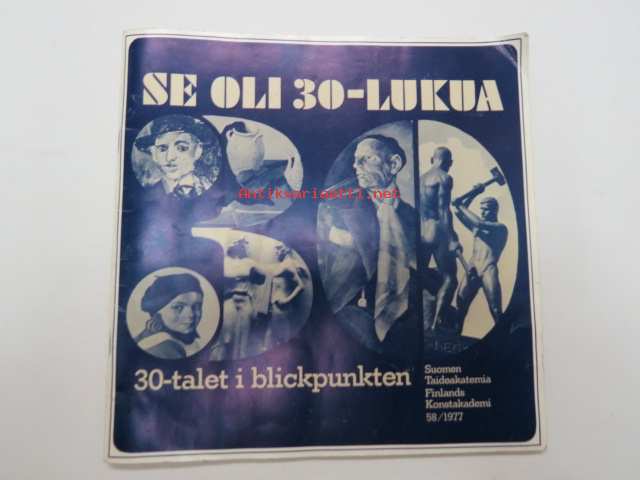 SE OLI 30-LUKUA
Antikvariaatti.net
30-talet i blickpunkten
Suomen
Taideakatemia
Finlands
Konstakademi
58/1977